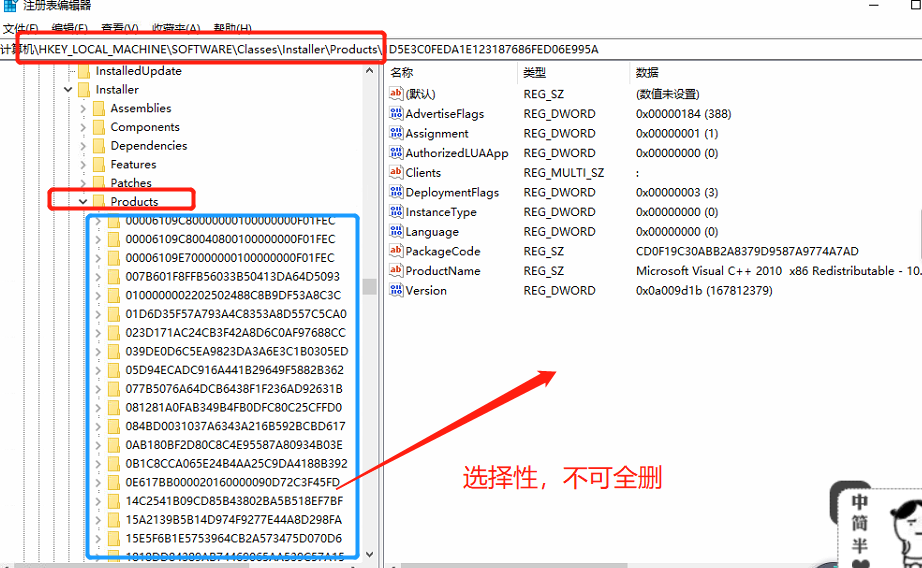 注册表编辑器
文件(F) 编辑(E) 查看(V) 收藏夹(A) 帮助(H)
计算机\HKEY_LOCAL_MACHINE\SOFTWARE\Classes\Installer\Products\1D5E3C0FEDA1E123187686FED06E995A
InstalledUpdate
Installer
Assemblies
Components
Dependencies
Features
Patches
Products
00006109C80000000100000000F01FEC
00006109C80040800100000000F01FEC
00006109E70000000100000000F01FEC
007B601F8FFB56033B50413DA64D5093
0100000002202502488C8B9DF53A8C3C
01D6D35F57A793A4C8353A8D557C5CA0
023D171AC24CB3F42A8D6C0AF97688CC
039DE0D6C5EA9823DA3A6E3C1B0305ED
05D94ECADC916A441B29649F5882B362
077B5076A64DCB6438F1F236AD92631B
081281A0FAB349B4FB0DFC80C25CFFD0
084BD0031037A6343A216B592BCBD617
0AB180BF2D80C8C4E95587A80934B03E
0B1C8CCA065E24B4AA25C9DA4188B392
0E617BB00002016000090D72C3F45FD
14C2541B09CD85B43802BA5B518EF7BF
15A2139B5B14D974F9277E44A8D298FA
15E5F6B1E5753964CB2A573475D070D6
1818DD84389AB74469065AA539C57A15
名称 类型 数据
(默认) REG_SZ (数值未设置)
AdvertiseFlags REG_DWORD 0x00000184 (388)
Assignment REG_DWORD 0x00000001 (1)
AuthorizedLUAApp REG_DWORD 0x00000000 (0)
Clients REG_MULTI_SZ :
DeploymentFlags REG_DWORD 0x00000003 (3)
InstanceType REG_DWORD 0x00000000 (0)
Language REG_DWORD 0x00000000 (0)
PackageCode REG_SZ CD0F19C30ABB2A8379D9587A9774A7AD
ProductName REG_SZ Microsoft Visual C++ 2010 x86 Redistributable - 10.
Version REG_DWORD 0x0a009d1b (167812379)
选择性，不可全删
中
简
半